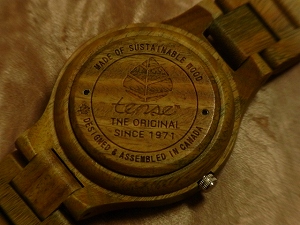 MADE OF SUSTAINABLE WOOD
tense
THE ORIGINAL
SINCE 1971
DESIGNED & ASSEMBLED IN CANADA